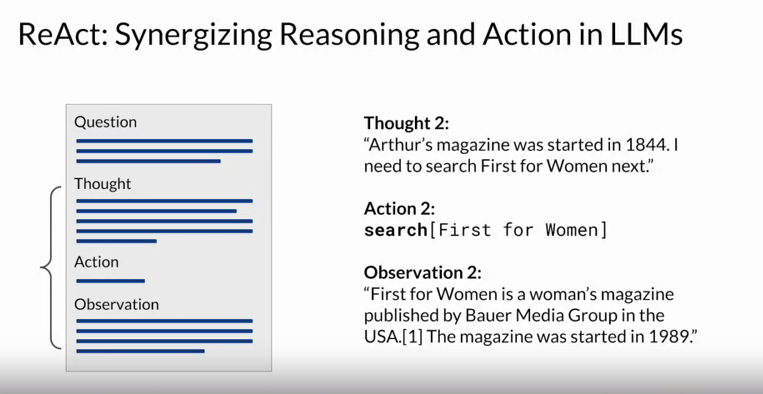 ReAct: Synergizing Reasoning and Action in LLMs
Question
Thought
Action
Observation
Thought 2:
“Arthur’s magazine was started in 1844. I
need to search First for Women next.”
Action 2:
search[First for Women]
Observation 2:
“First for Women is a woman’s magazine
published by Bauer Media Group in the
USA.[1] The magazine was started in 1989.”